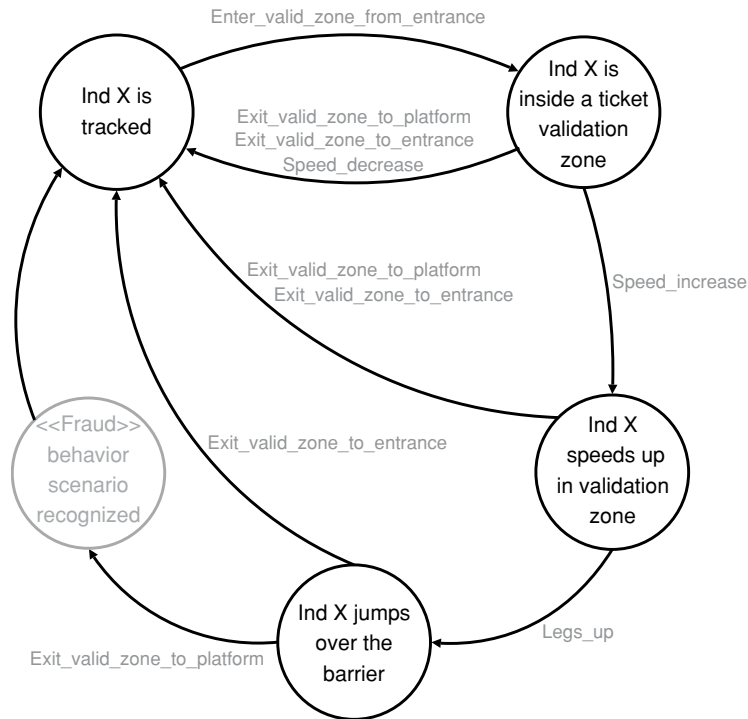 Enter_valid_zone_from_entrance
Ind X is
tracked
Ind X is
inside a ticket
validation
zone
Exit_valid_zone_to_platform
Exit_valid_zone_to_entrance
Speed_decrease
Exit_valid_zone_to_platform
Exit_valid_zone_to_entrance
Speed_increase
<<Fraud>>
behavior
scenario
recognized
Exit_valid_zone_to_entrance
Ind X
speeds up
in validation
zone
Ind X jumps
over the
barrier
Legs_up
Exit_valid_zone_to_platform